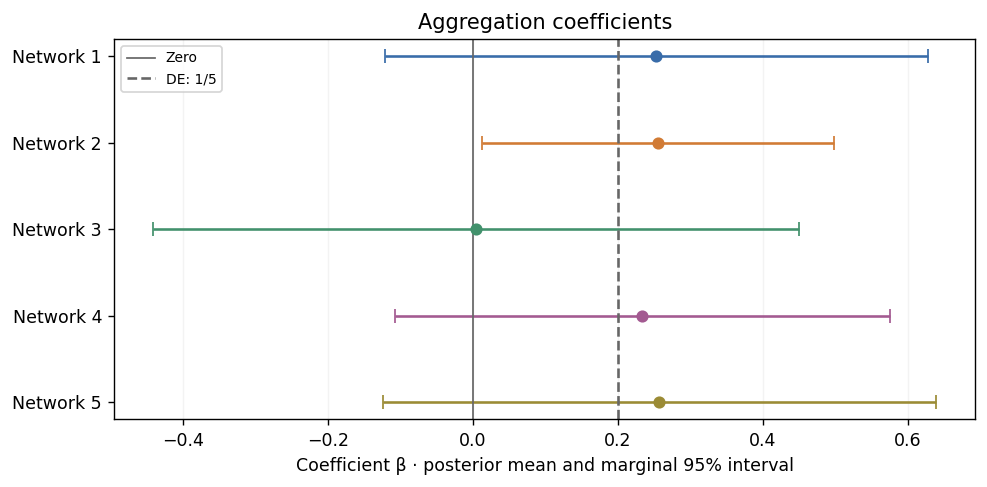 Aggregation coefficients
Zero
DE: 1/5
Network 1
Network 2
Network 3
Network 4
Network 5
−0.4 −0.2 0.0 0.2 0.4 0.6
Coefficient β · posterior mean and marginal 95% interval